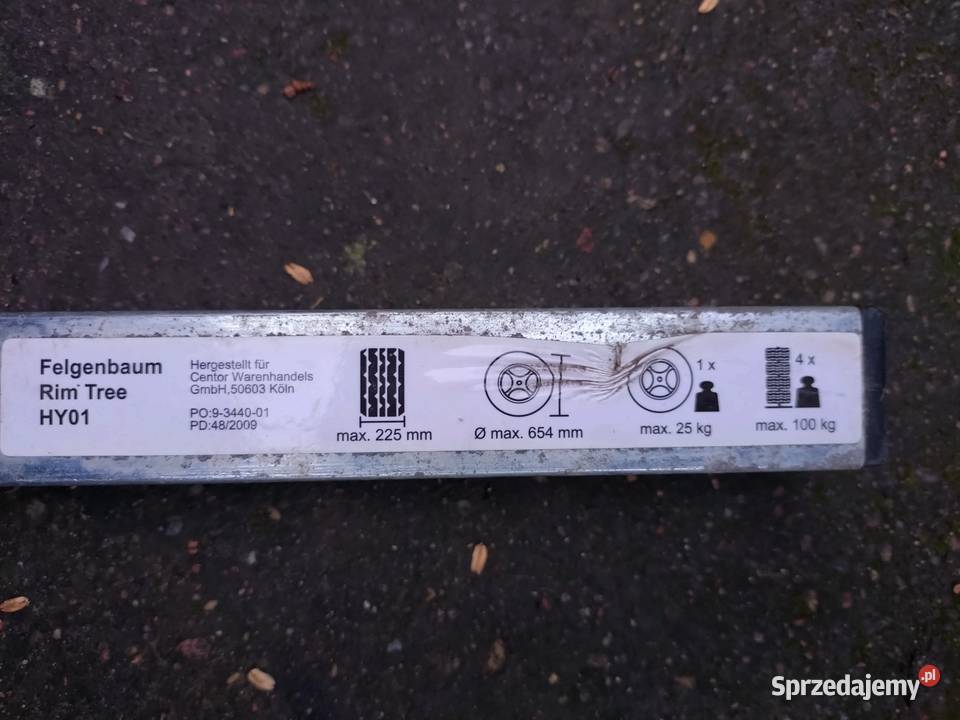 Felgenbaum
Rim Tree
HY01
Hergestellt für
Centor Warenhandels
GmbH,50603 Köln
PO:9-3440-01
PD:48/2009
max. 225 mm
Ø max. 654 mm
1 x
max. 25 kg
4 x
max. 100 kg
Sprzedajemy.pl